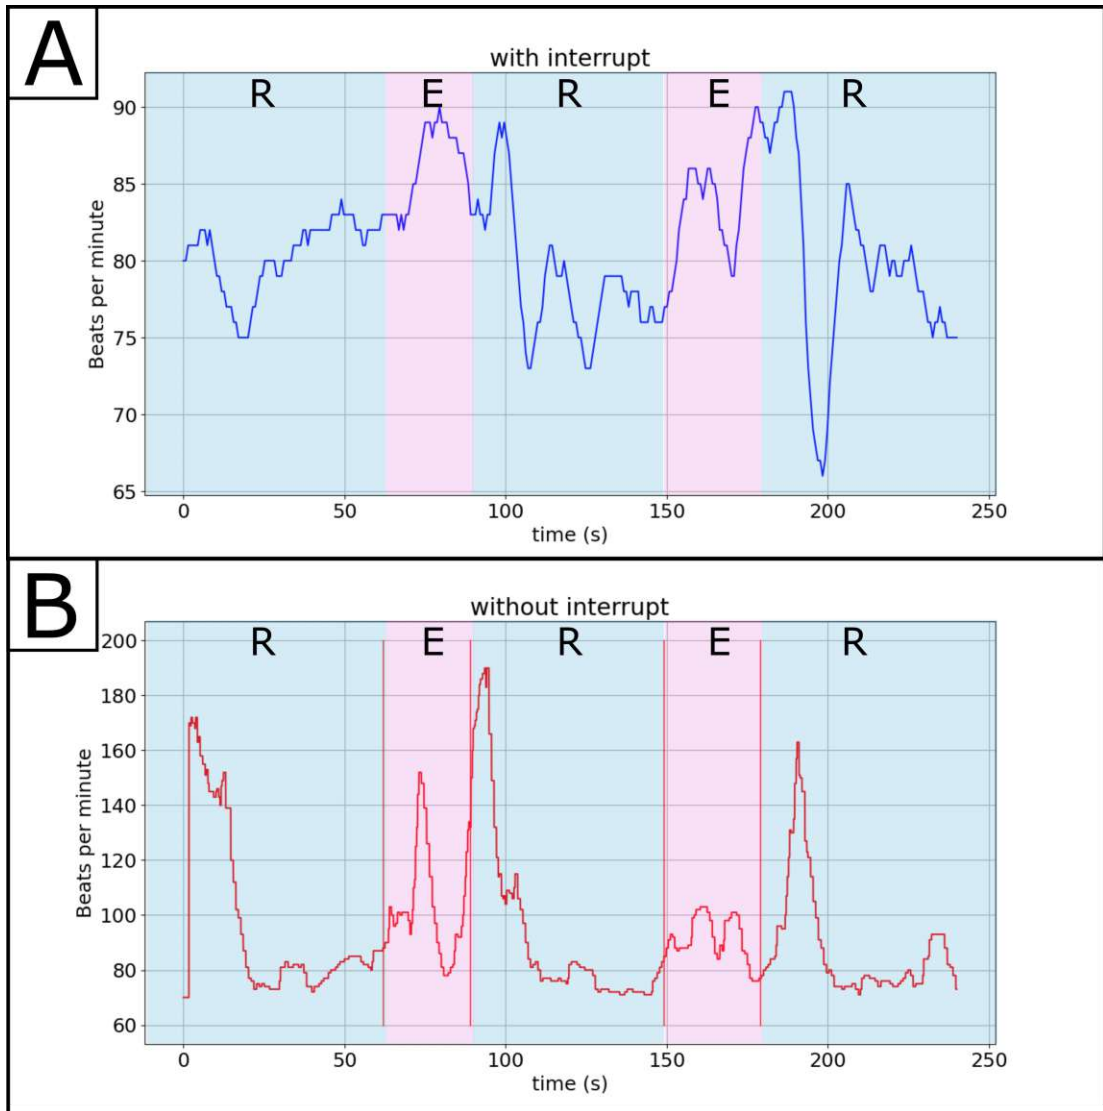 A
with interrupt
R E R E R
90
85
80
75
70
65
Beats per minute
0 50 100 150 200 250
time (s)
B
without interrupt
R E R E R
200
180
160
140
120
100
80
60
Beats per minute
0 50 100 150 200 250
time (s)